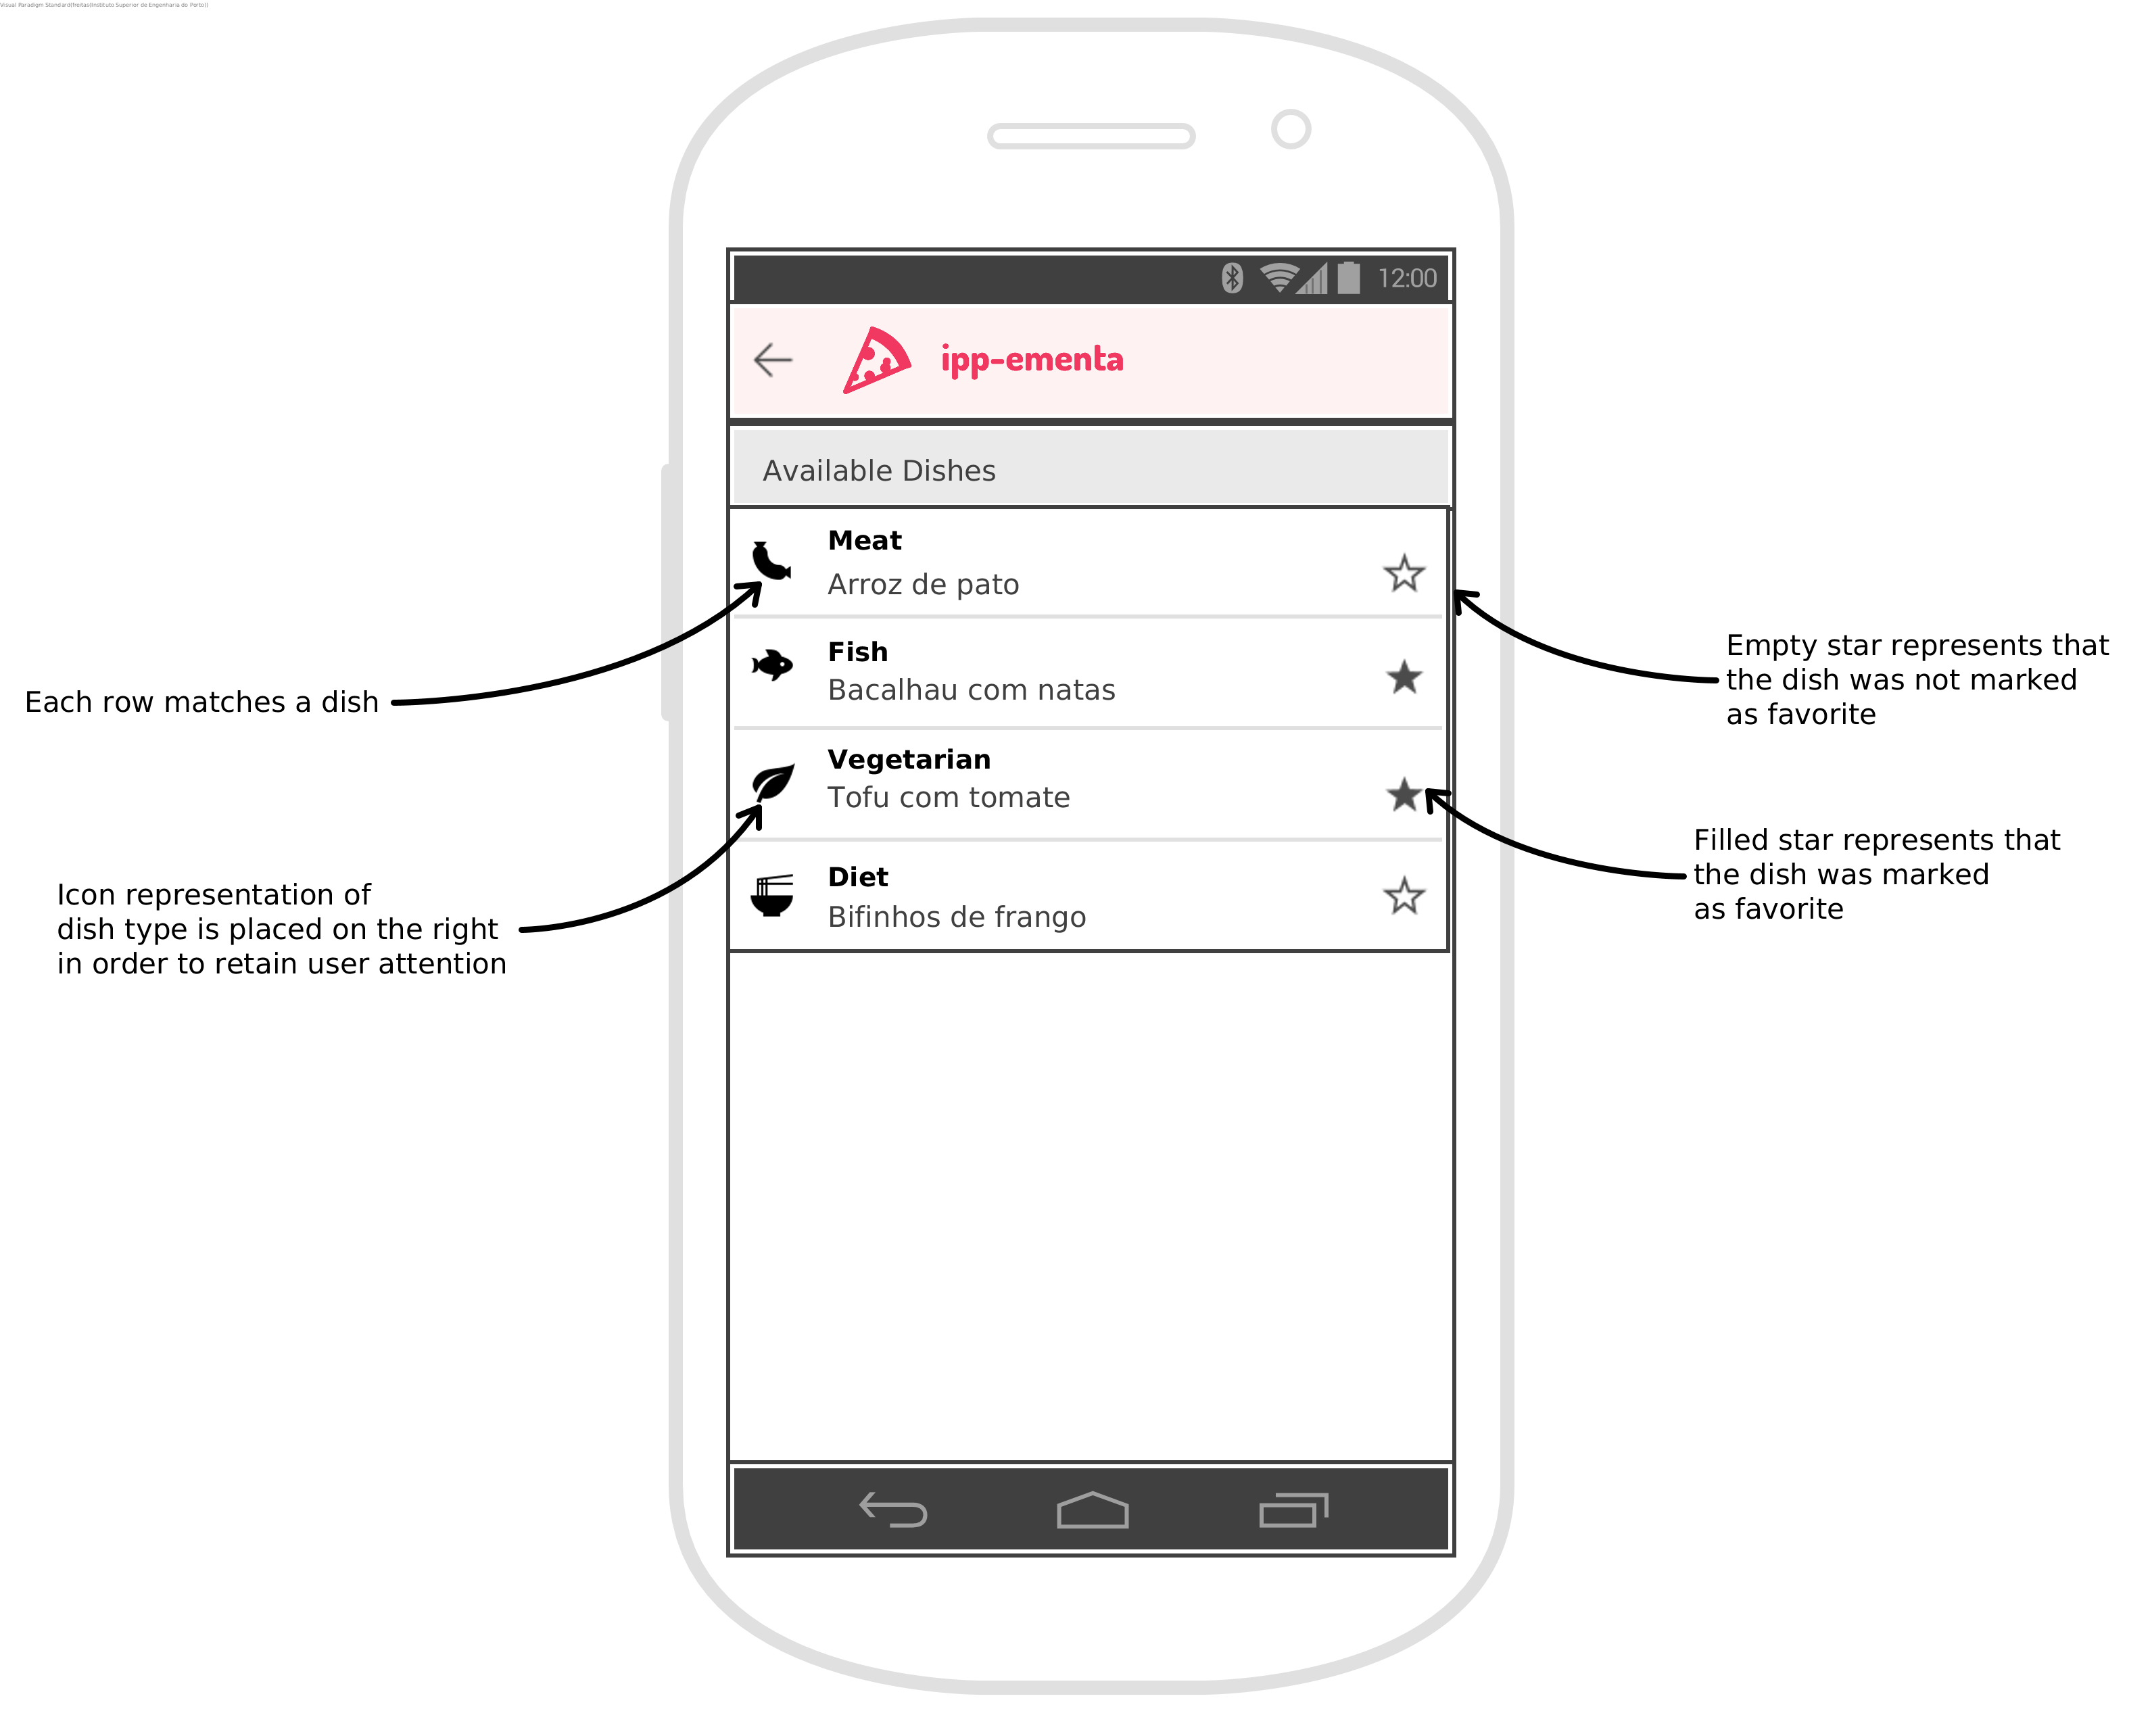 Visual Paradigm Standard(freitas(Instituto Superior de Engenharia do Porto))
12:00
ipp-ementa
Available Dishes
Meat
Arroz de pato
Fish
Bacalhau com natas
Vegetarian
Tofu com tomate
Diet
Bifinhos de frango
Each row matches a dish
Icon representation of
dish type is placed on the right
in order to retain user attention
Empty star represents that
the dish was not marked
as favorite
Filled star represents that
the dish was marked
as favorite